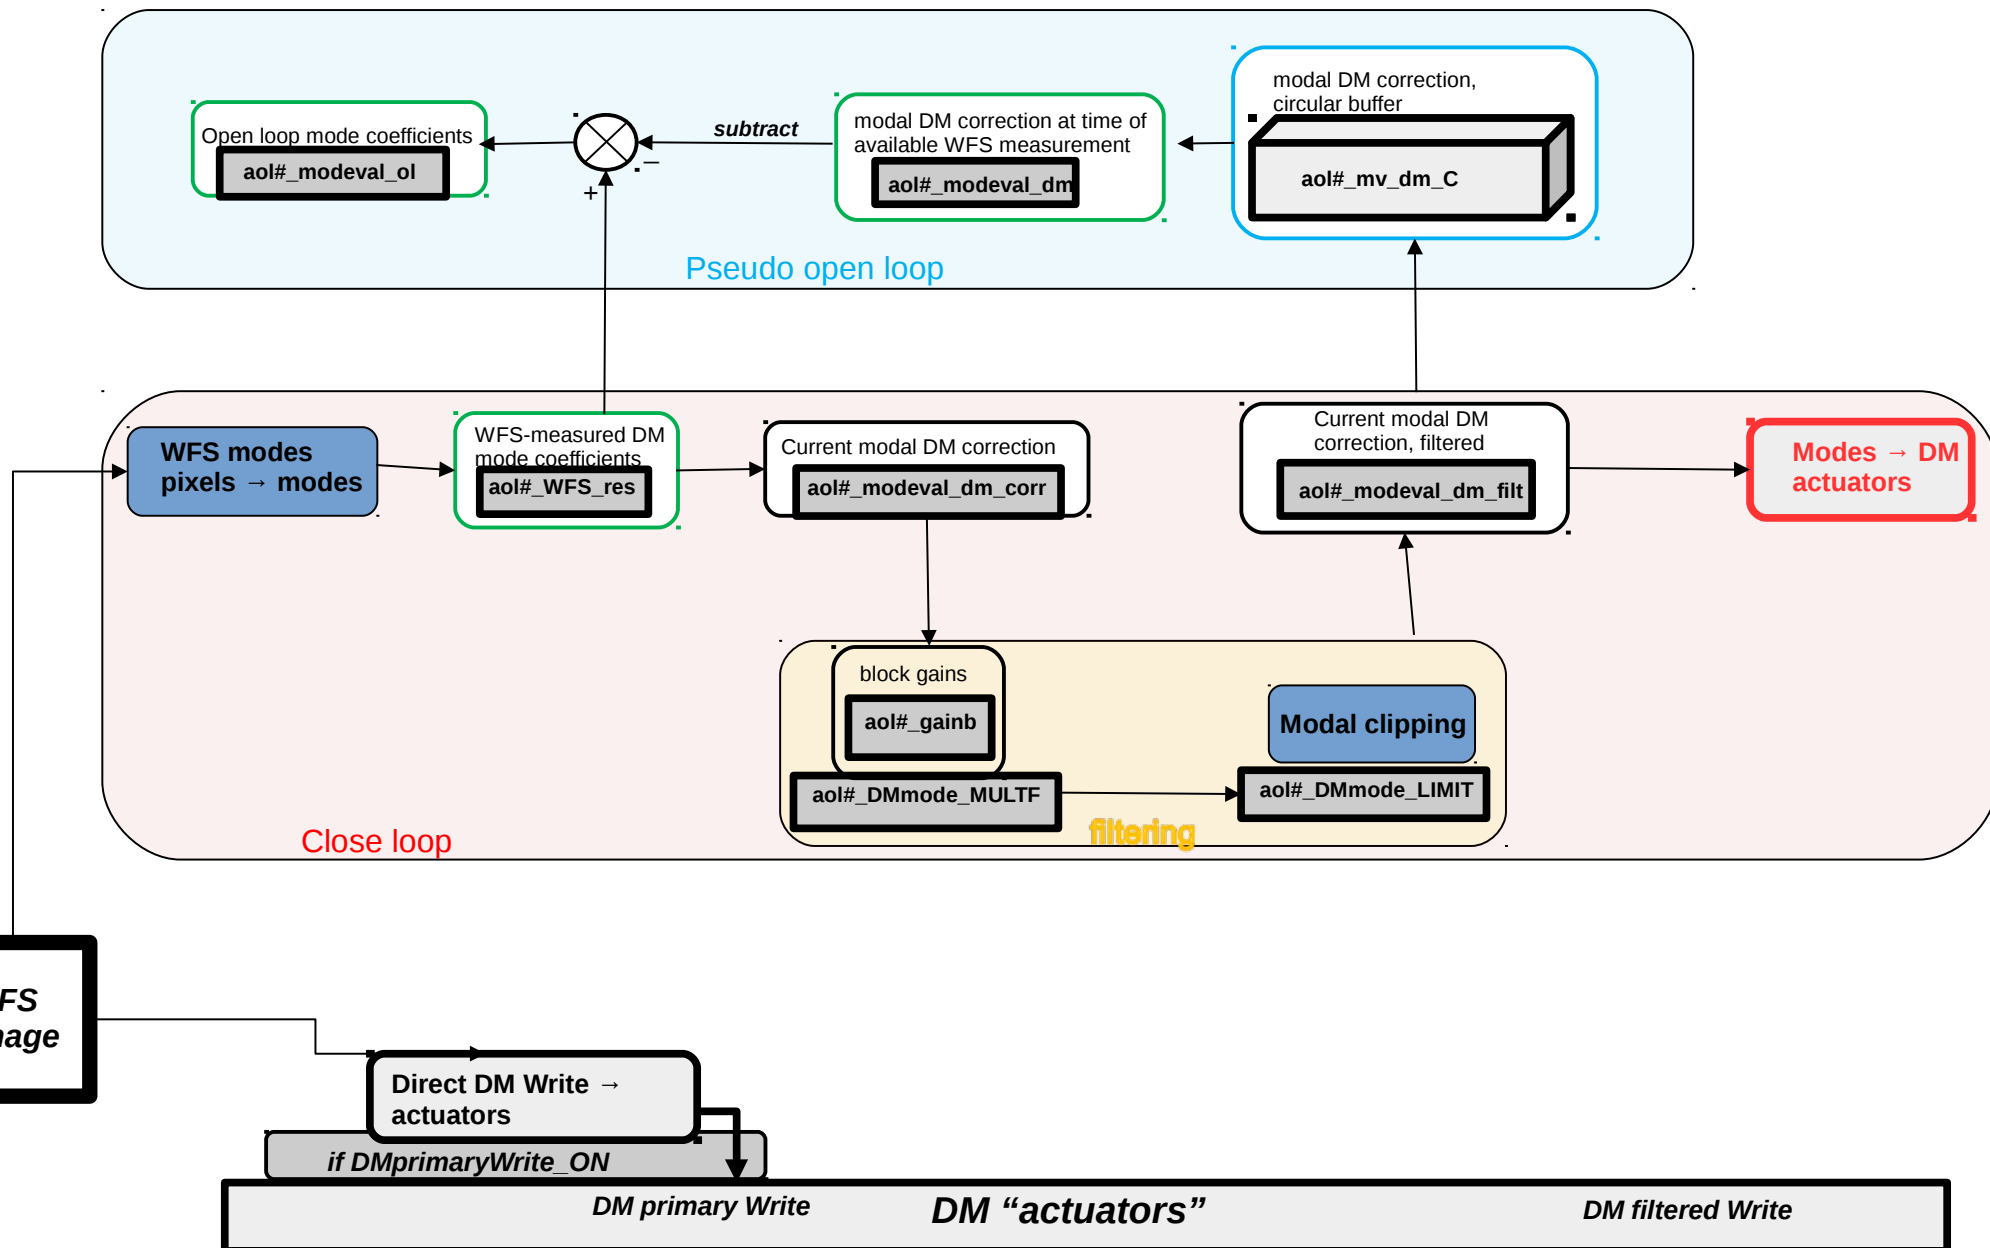 modal DM correction,
circular buffer
aol#_mv_dm_C
modal DM correction at time of
available WFS measurement
aol#_modeval_dm
subtract
–
+
Open loop mode coefficients
aol#_modeval_ol
Pseudo open loop
WFS modes
pixels → modes
WFS-measured DM
mode coefficients
aol#_WFS_res
Current modal DM correction
aol#_modeval_dm_corr
Current modal DM
correction, filtered
aol#_modeval_dm_filt
Modes → DM
actuators
block gains
aol#_gainb
aol#_DMmode_MULTF
Modal clipping
aol#_DMmode_LIMIT
filtering
Close loop
FS
nage
Direct DM Write →
actuators
if DMprimaryWrite_ON
DM primary Write
DM “actuators”
DM filtered Write